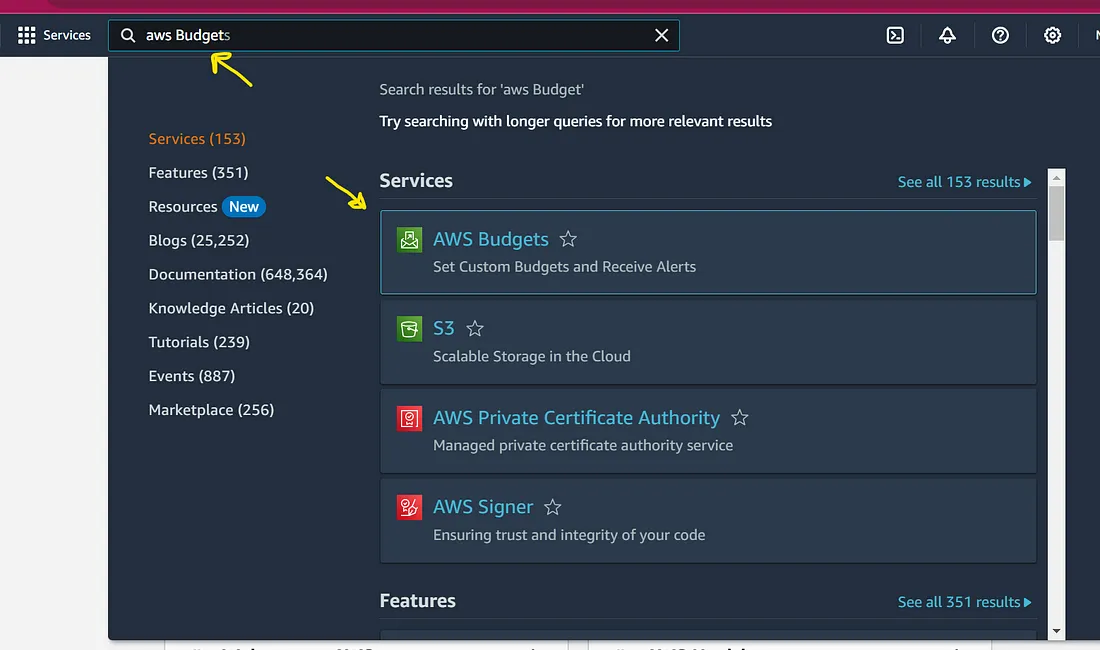 Services
aws Budgets
Search results for 'aws Budget'
Try searching with longer queries for more relevant results
Services (153)
Features (351)
Resources New
Blogs (25,252)
Documentation (648,364)
Knowledge Articles (20)
Tutorials (239)
Events (887)
Marketplace (256)
Services
See all 153 results
AWS Budgets
Set Custom Budgets and Receive Alerts
S3
Scalable Storage in the Cloud
AWS Private Certificate Authority
Managed private certificate authority service
AWS Signer
Ensuring trust and integrity of your code
Features
See all 351 results